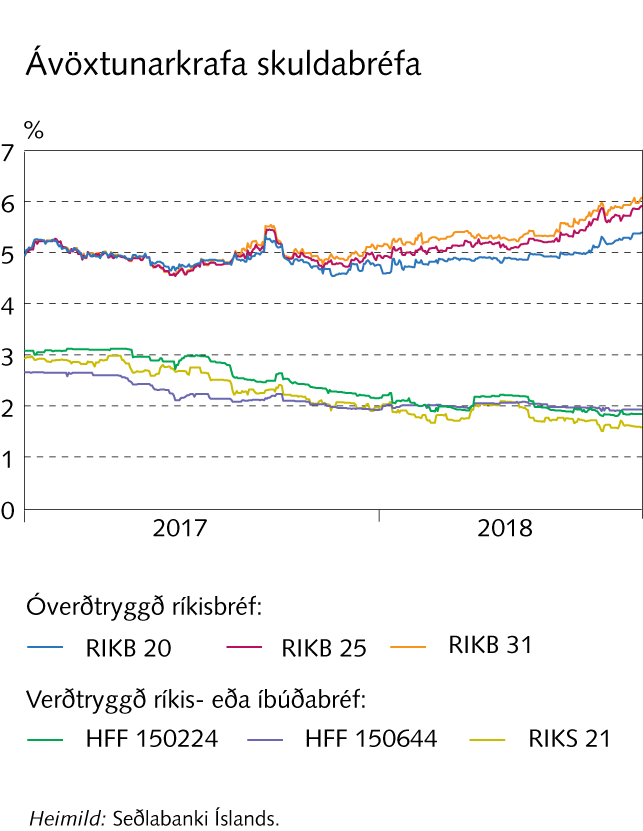 Ávöxtunarkrafa skuldabréfa
%
7
6
5
4
3
2
1
0
2017 2018
Óverðtryggð ríkisbréf:
RIKB 20 RIKB 25 RIKB 31
Verðtryggð ríkis- eða íbúðabréf:
HFF 150224 HFF 150644 RIKS 21
Heimild: Seðlabanki Íslands.